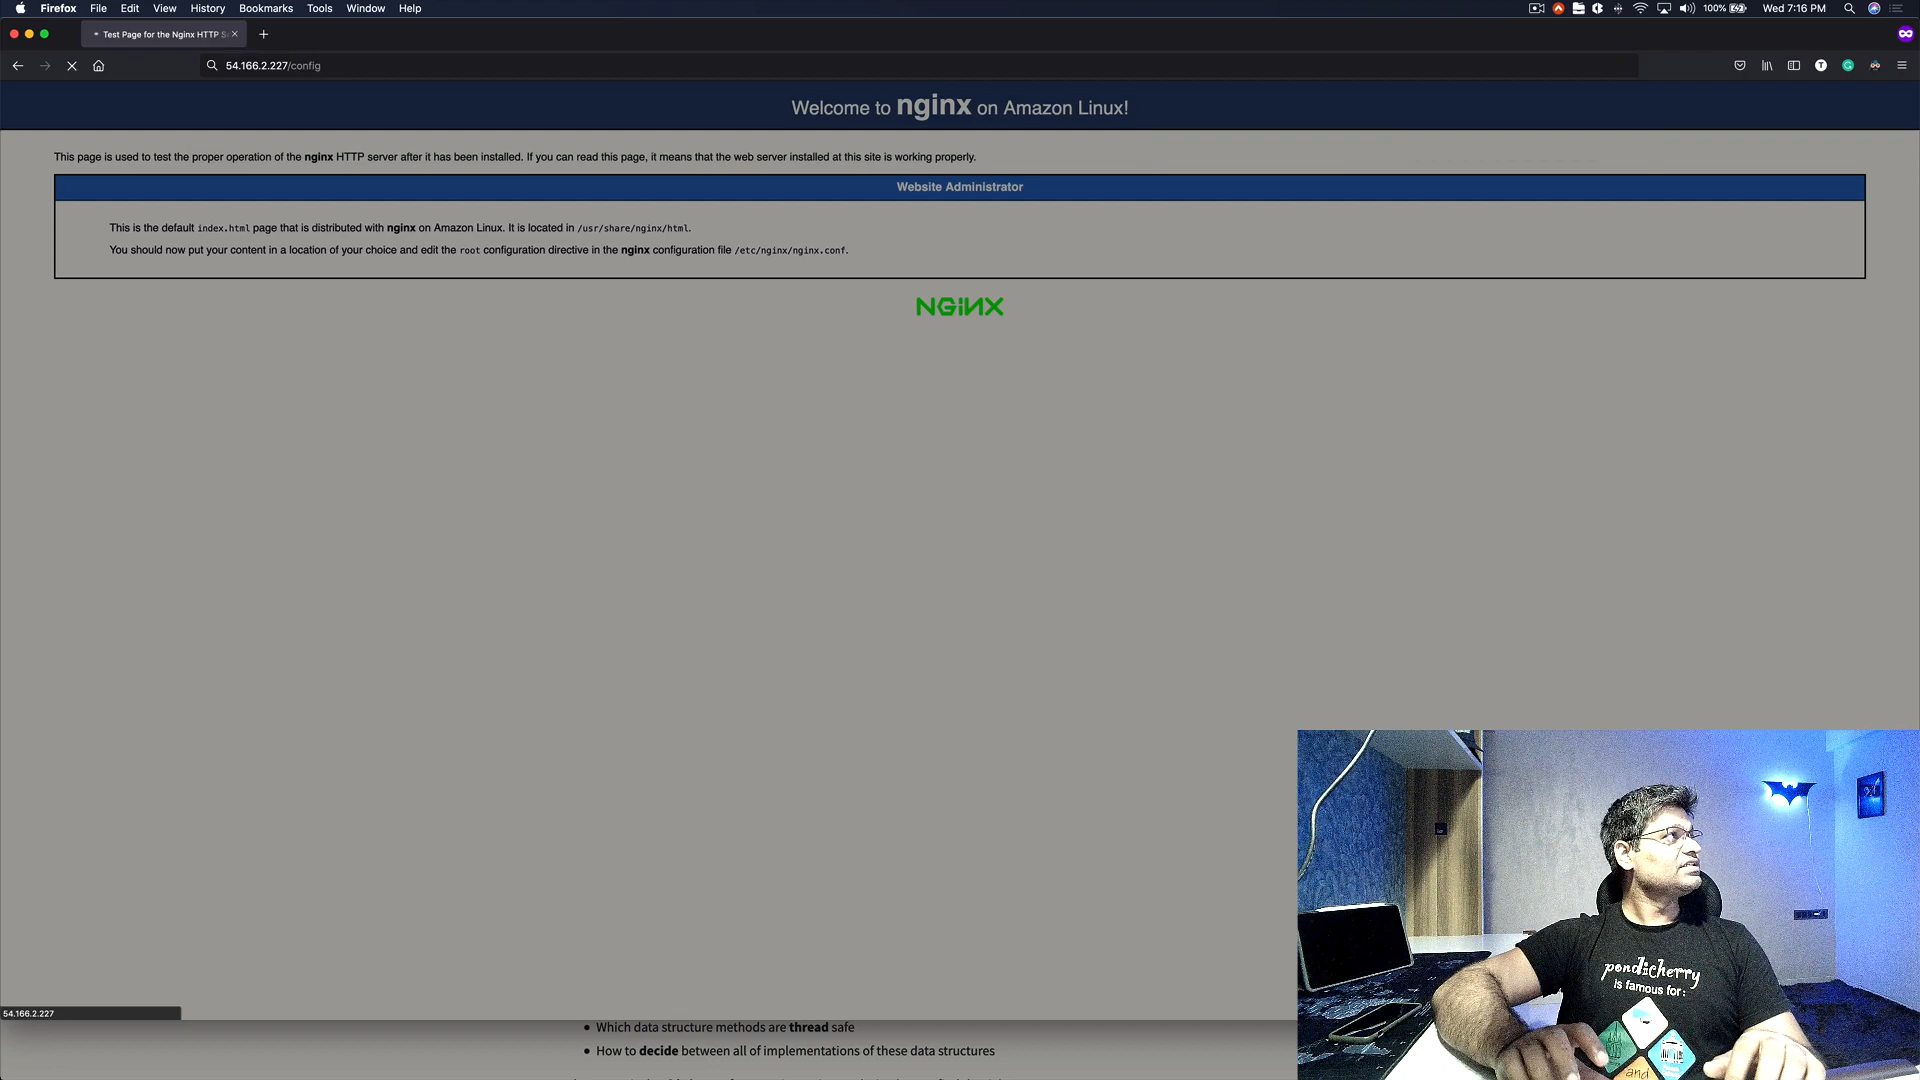 Firefox File Edit View History Bookmarks Tools Window Help 100% Wed 7:16 PM
Test Page for the Nginx HTTP S
54.166.2.227/config
Welcome to nginx on Amazon Linux!
This page is used to test the proper operation of the nginx HTTP server after it has been installed. If you can read this page, it means that the web server installed at this site is working properly.
Website Administrator
This is the default index.html page that is distributed with nginx on Amazon Linux. It is located in /usr/share/nginx/html.
You should now put your content in a location of your choice and edit the root configuration directive in the nginx configuration file /etc/nginx/nginx.conf.
NGINX
54.166.2.227
• Which data structure methods are thread safe
• How to decide between all of implementations of these data structures
pondicherry
is famous for:
and